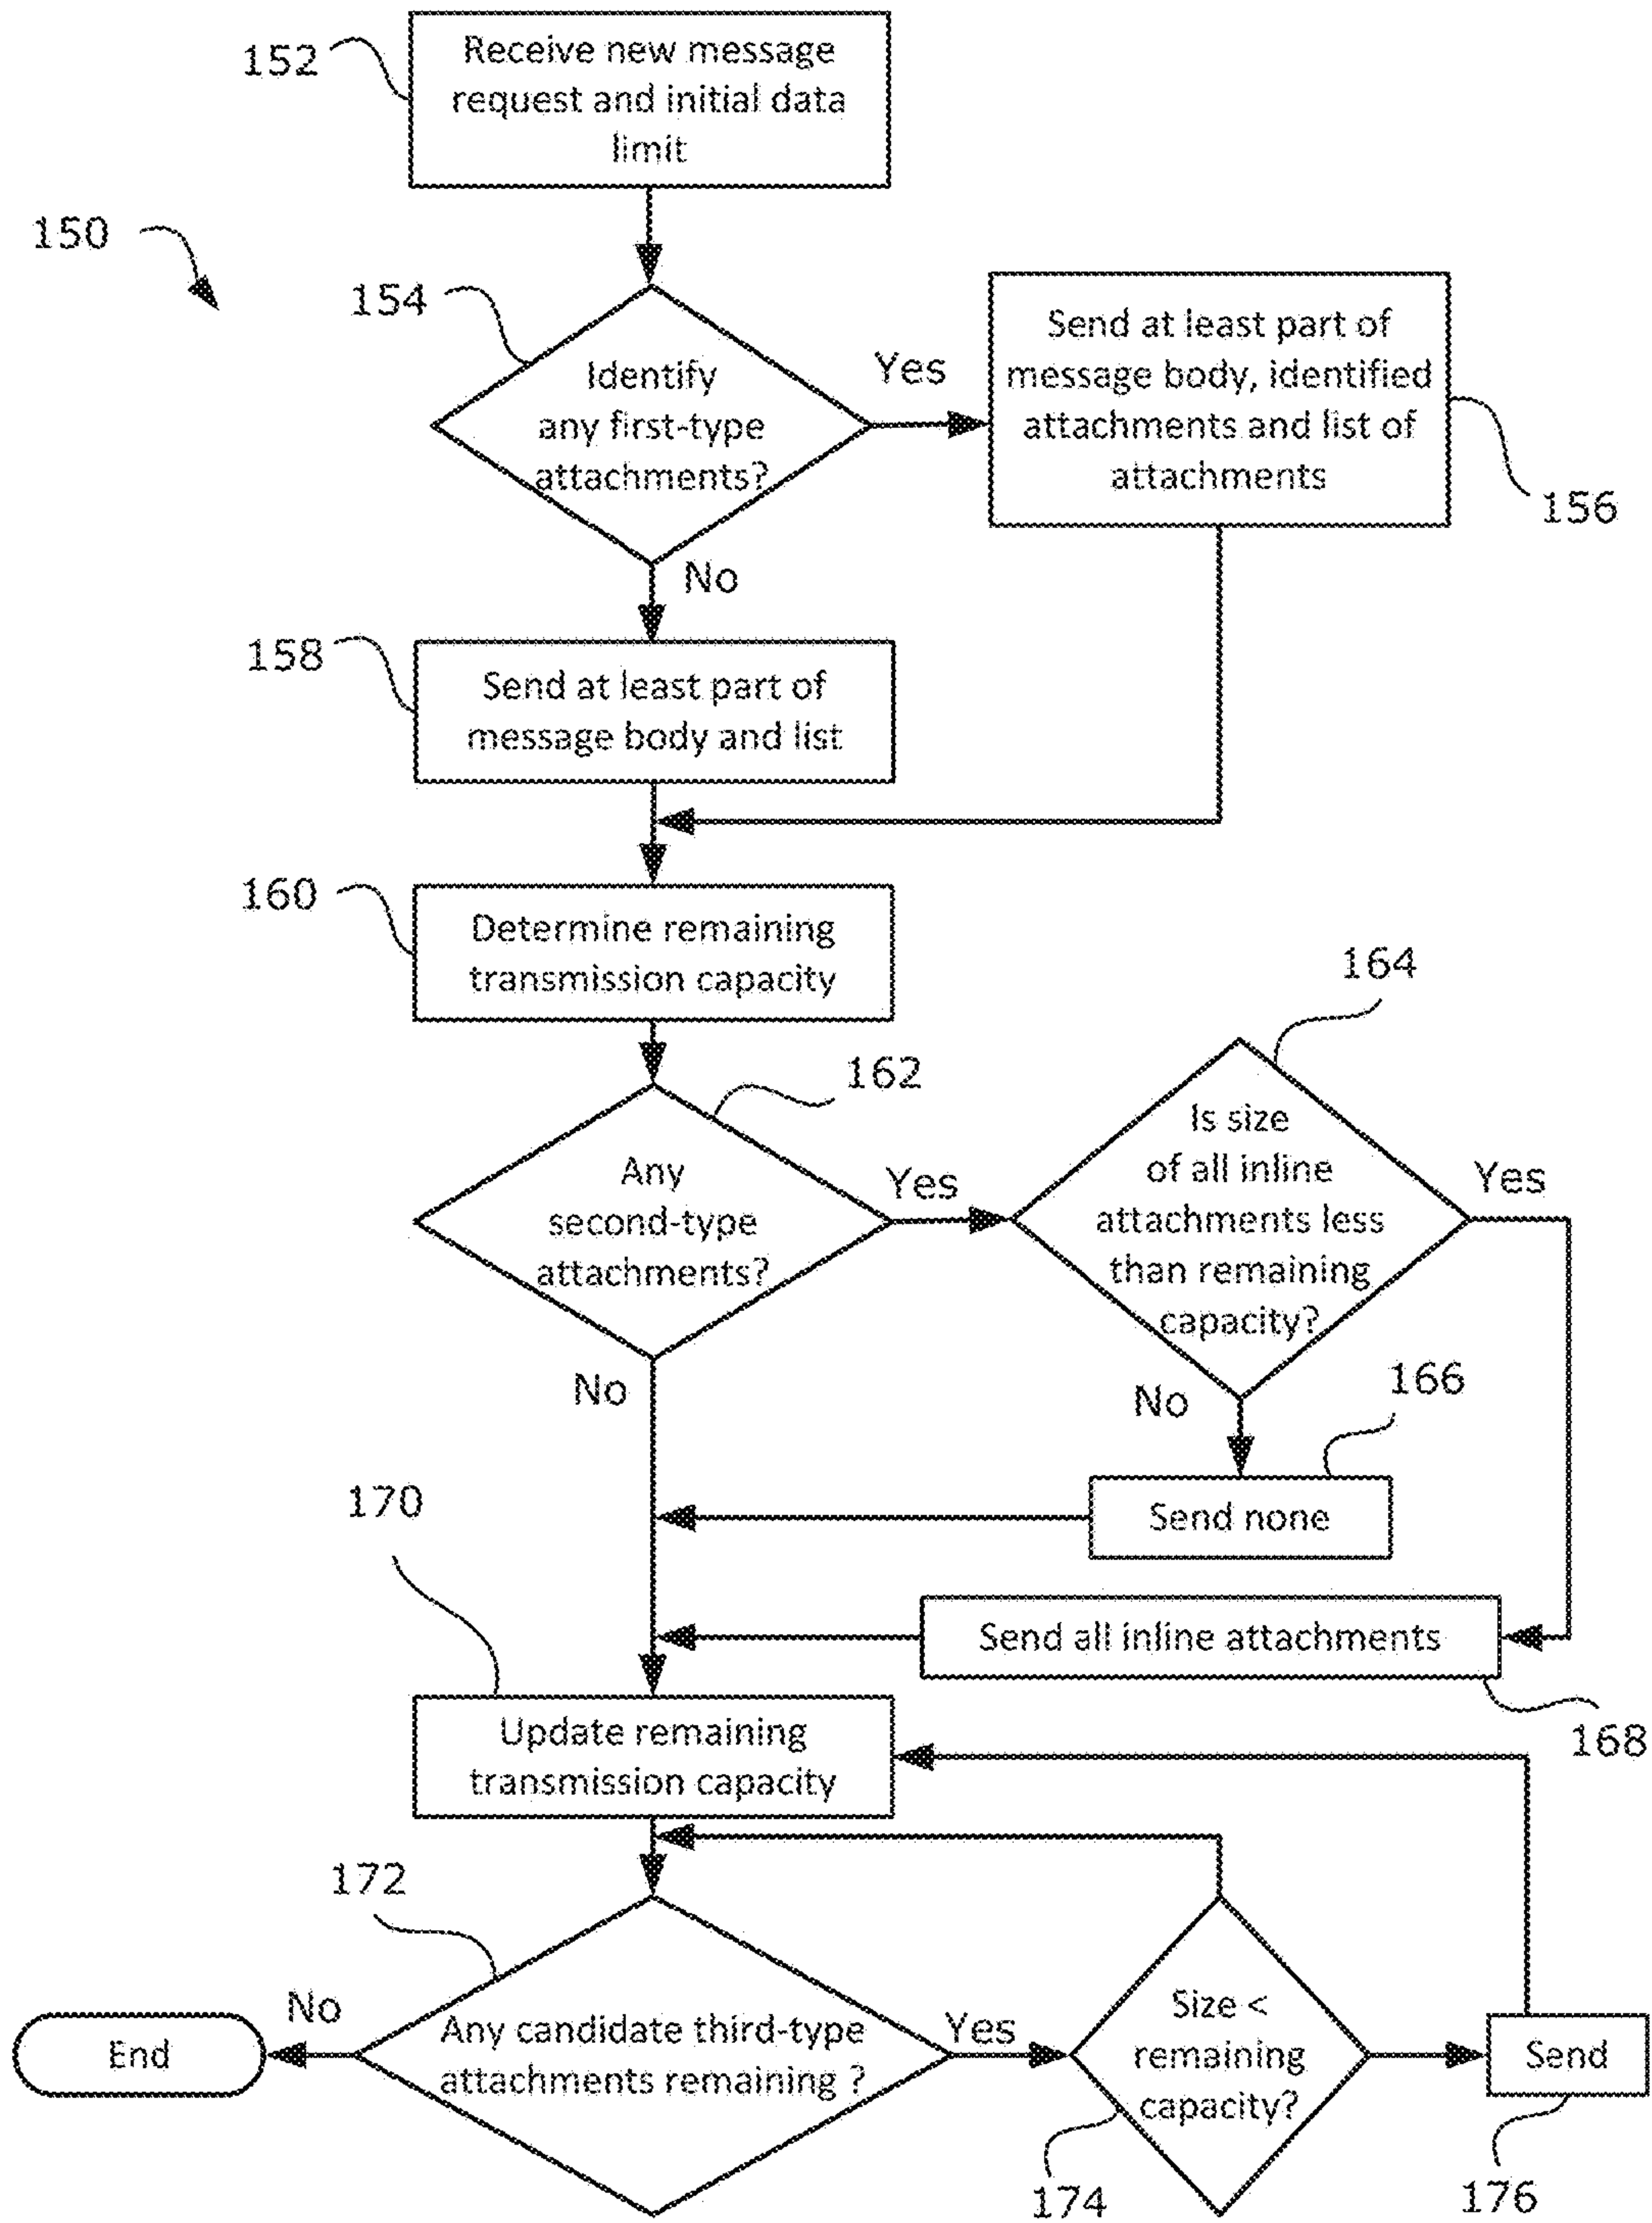 152
Receive new message
request and initial data
limit
150
154
Identify
any first-type
attachments?
Yes
Send at least part of
message body, identified
attachments and list of
attachments
156
No
158
Send at least part of
message body and list
160
Determine remaining
transmission capacity
162
Any
second-type
attachments?
Yes
164
Is size
of all inline
attachments less
than remaining
capacity?
Yes
No
No
166
Send none
170
Send all inline attachments
168
Update remaining
transmission capacity
172
No
End
Any candidate third-type
attachments remaining ?
Yes
Size <
remaining
capacity?
174
Send
176